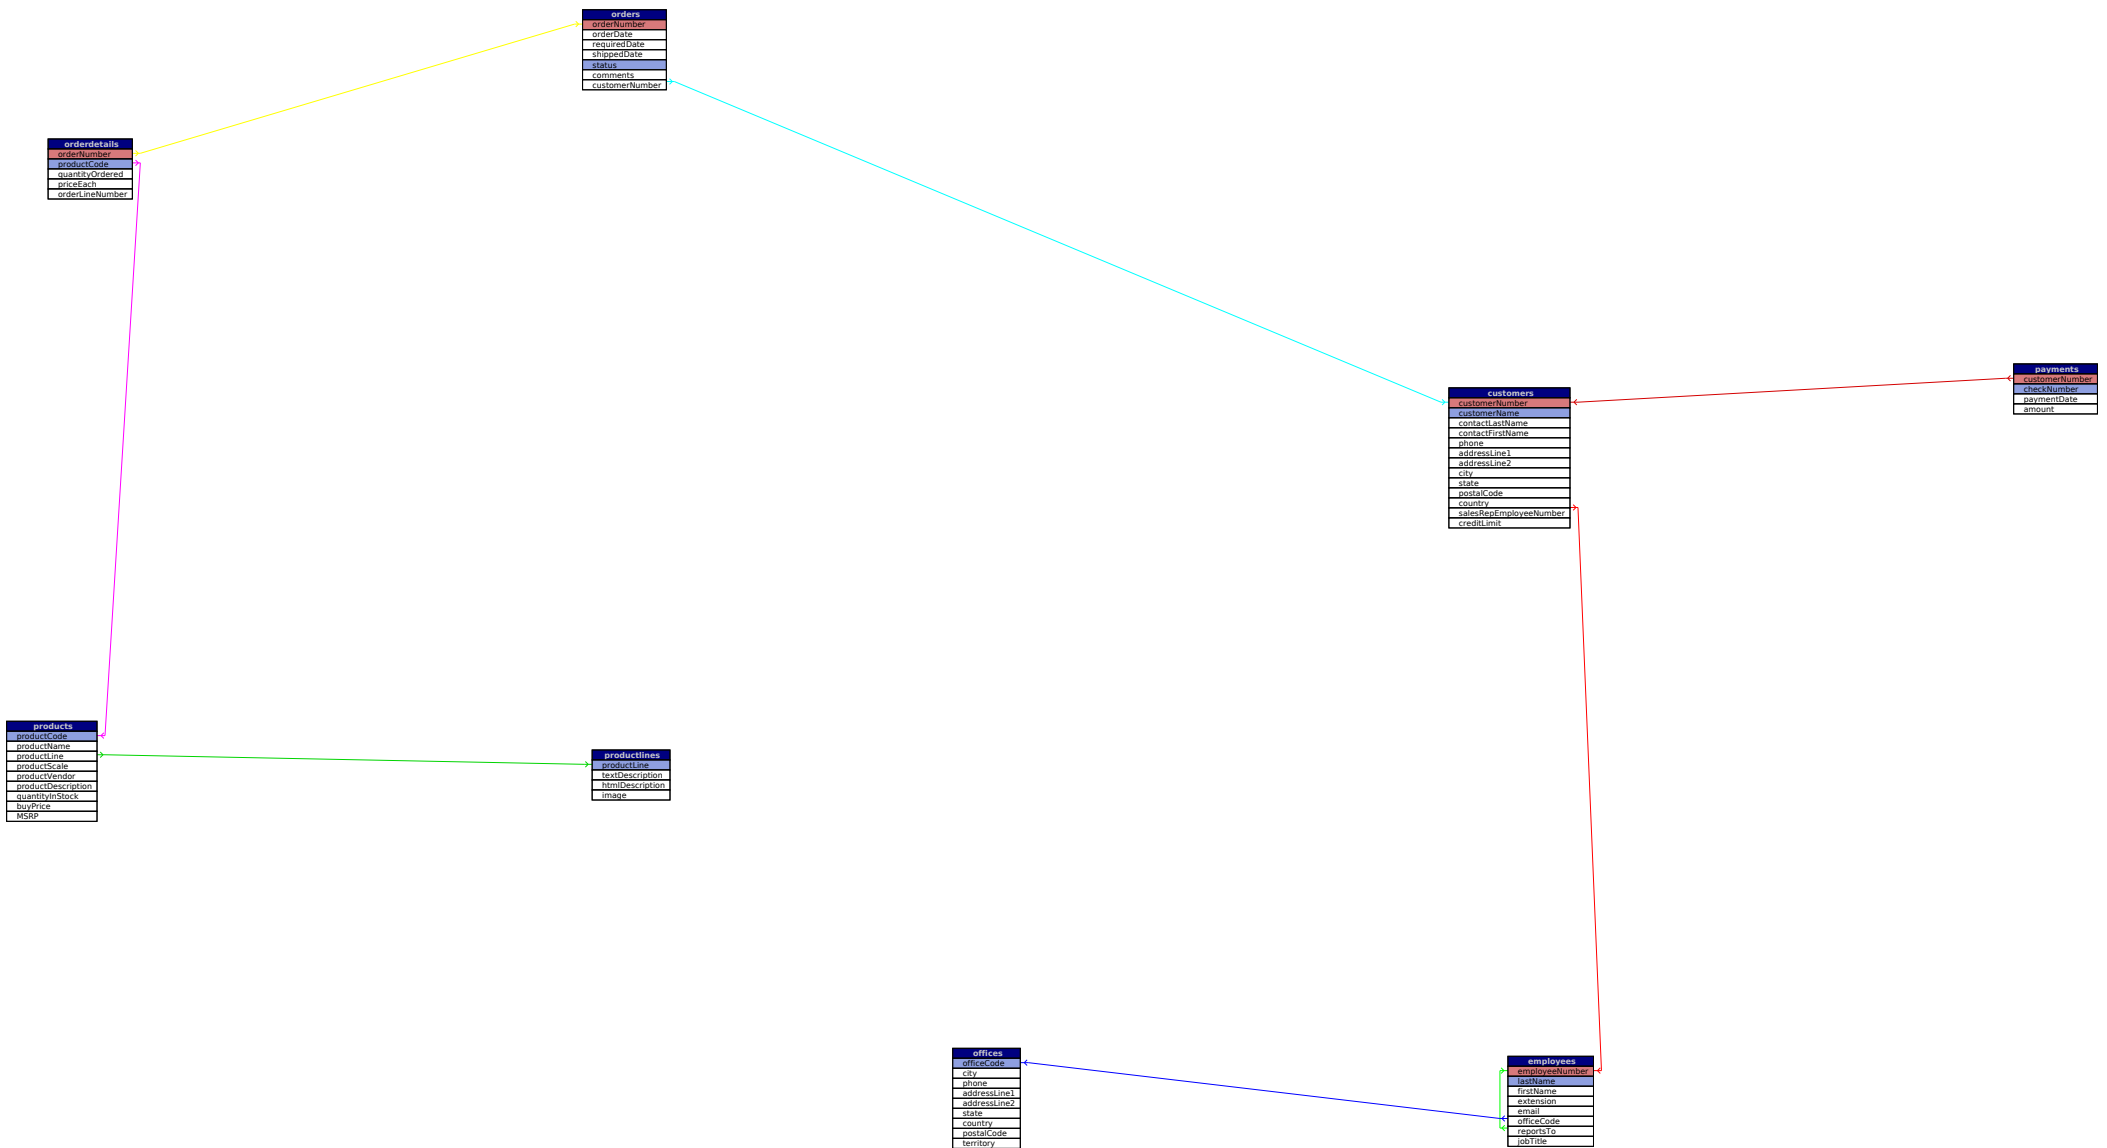 orders
orderNumber
orderDate
requiredDate
shippedDate
status
comments
customerNumber
orderdetails
orderNumber
productCode
quantityOrdered
priceEach
orderLineNumber
payments
customerNumber
checkNumber
paymentDate
amount
customers
customerNumber
customerName
contactLastName
contactFirstName
phone
addressLine1
addressLine2
city
state
postalCode
country
salesRepEmployeeNumber
creditLimit
products
productCode
productName
productLine
productScale
productVendor
productDescription
quantityInStock
buyPrice
MSRP
productlines
productLine
textDescription
htmlDescription
image
offices
officeCode
city
phone
addressLine1
addressLine2
state
country
postalCode
territory
employees
employeeNumber
lastName
firstName
extension
email
officeCode
reportsTo
jobTitle